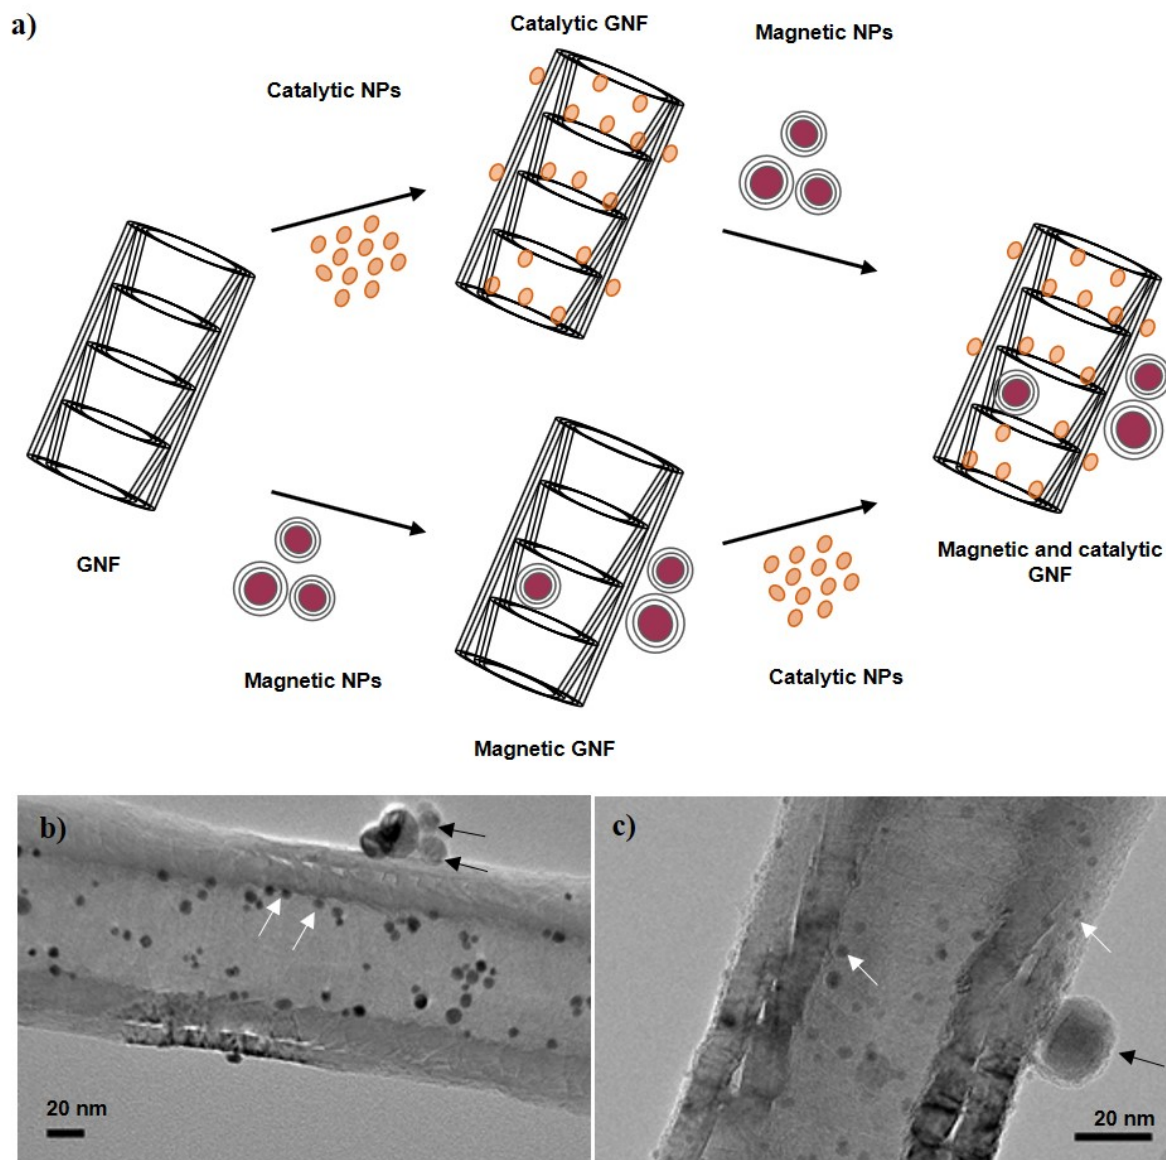 a)
Catalytic GNF
Magnetic NPs
Catalytic NPs
GNF
Magnetic and catalytic
GNF
Magnetic NPs
Catalytic NPs
Magnetic GNF
b)
20 nm
c)
20 nm